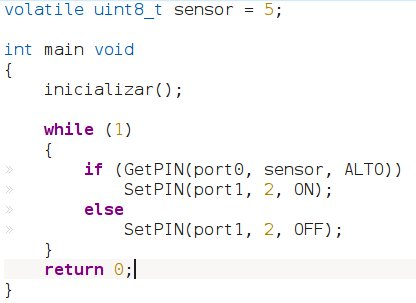 volatile uint8_t sensor = 5;
int main void
{
inicializar();
while (1)
{
» if (GetPIN(port0, sensor, ALTO))
» SetPIN(port1, 2, ON);
» else
» SetPIN(port1, 2, OFF);
}
return 0;
}